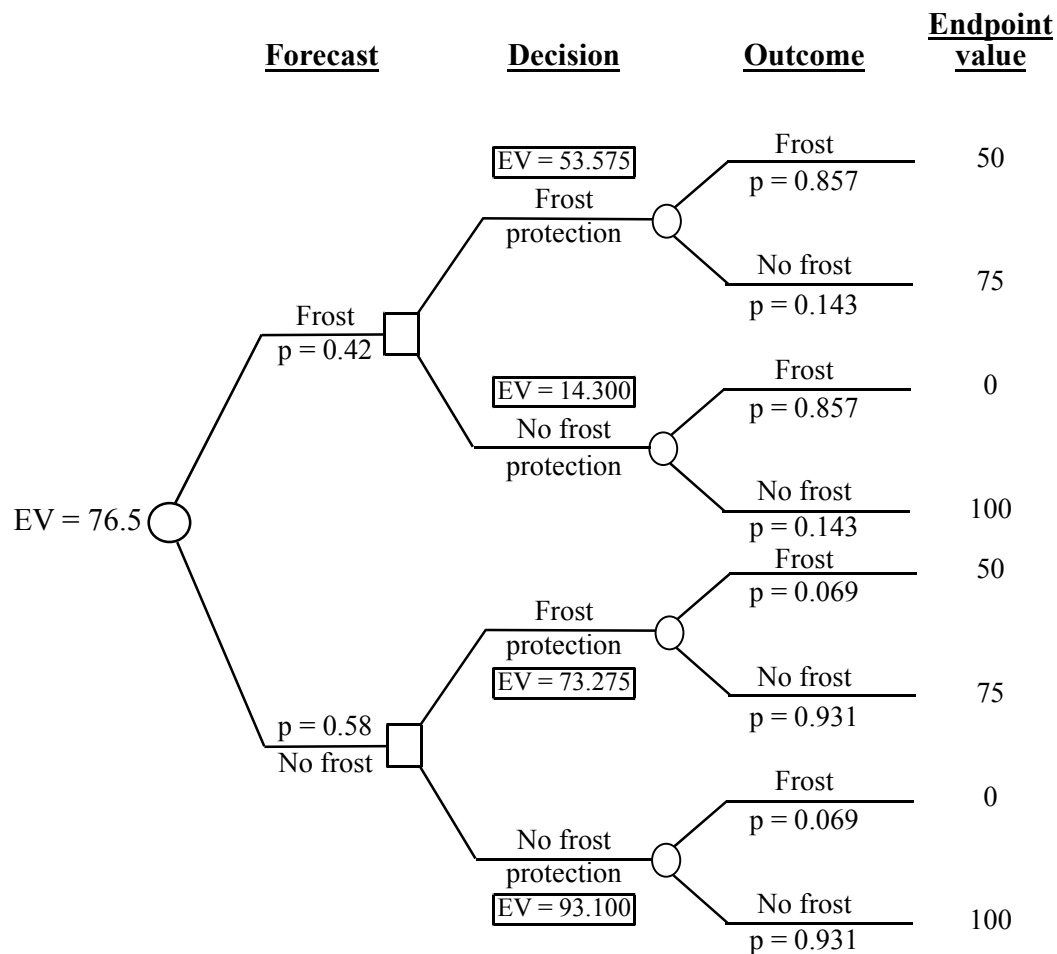 Forecast
Decision
Outcome
Endpoint
value
EV = 53.575
Frost
protection
Frost
p = 0.857
50
No frost
p = 0.143
75
Frost
p = 0.42
EV = 14.300
No frost
protection
Frost
p = 0.857
0
No frost
p = 0.143
100
EV = 76.5
Frost
protection
EV = 73.275
Frost
p = 0.069
50
No frost
p = 0.931
75
p = 0.58
No frost
No frost
protection
EV = 93.100
Frost
p = 0.069
0
No frost
p = 0.931
100